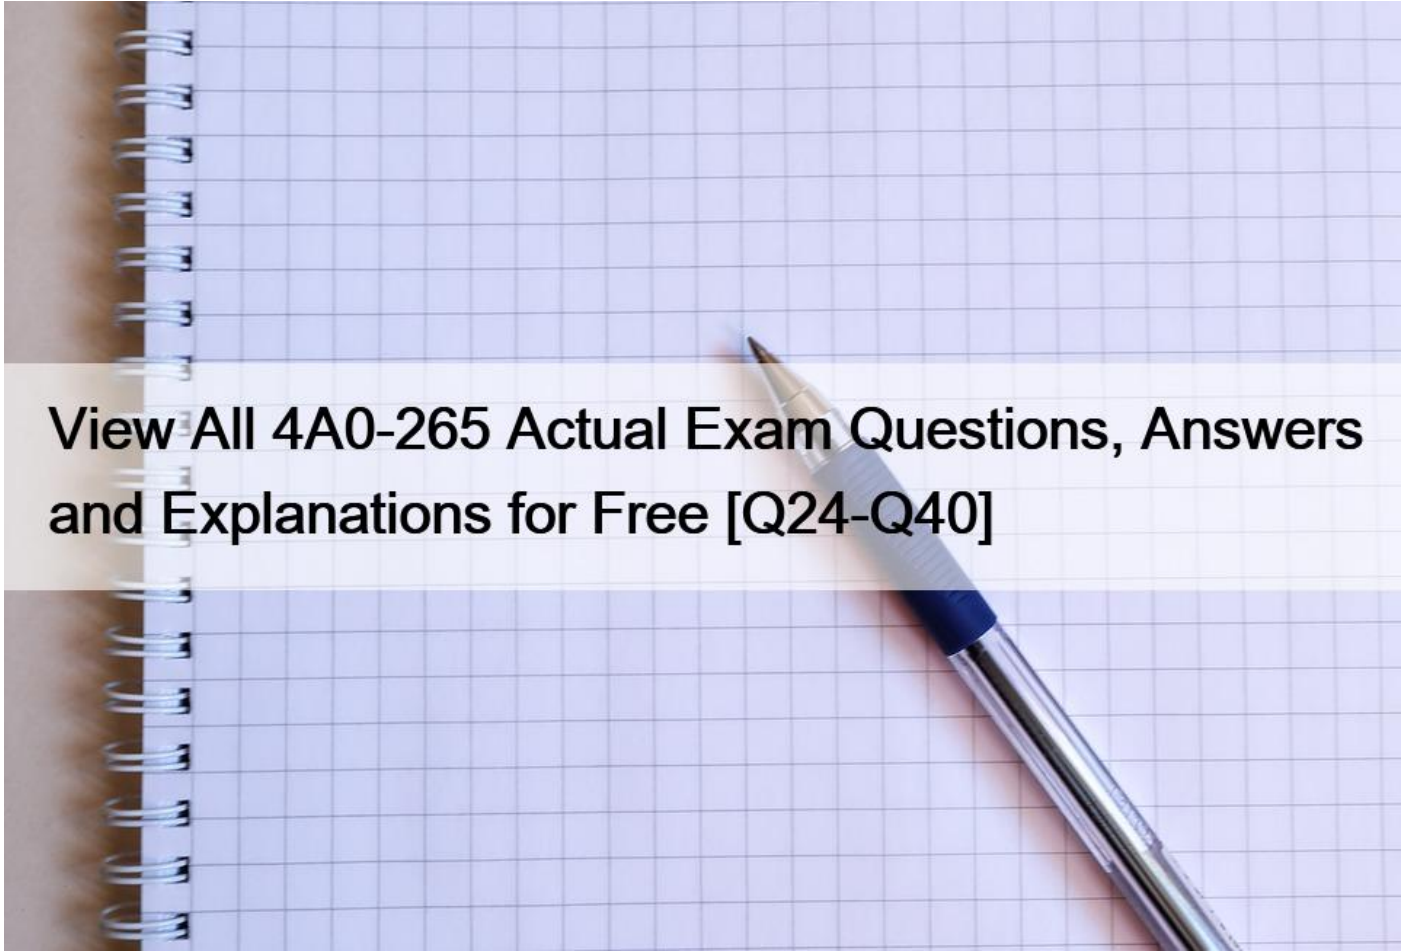 View All 4A0-265 Actual Exam Questions, Answers
and Explanations for Free [Q24-Q40]